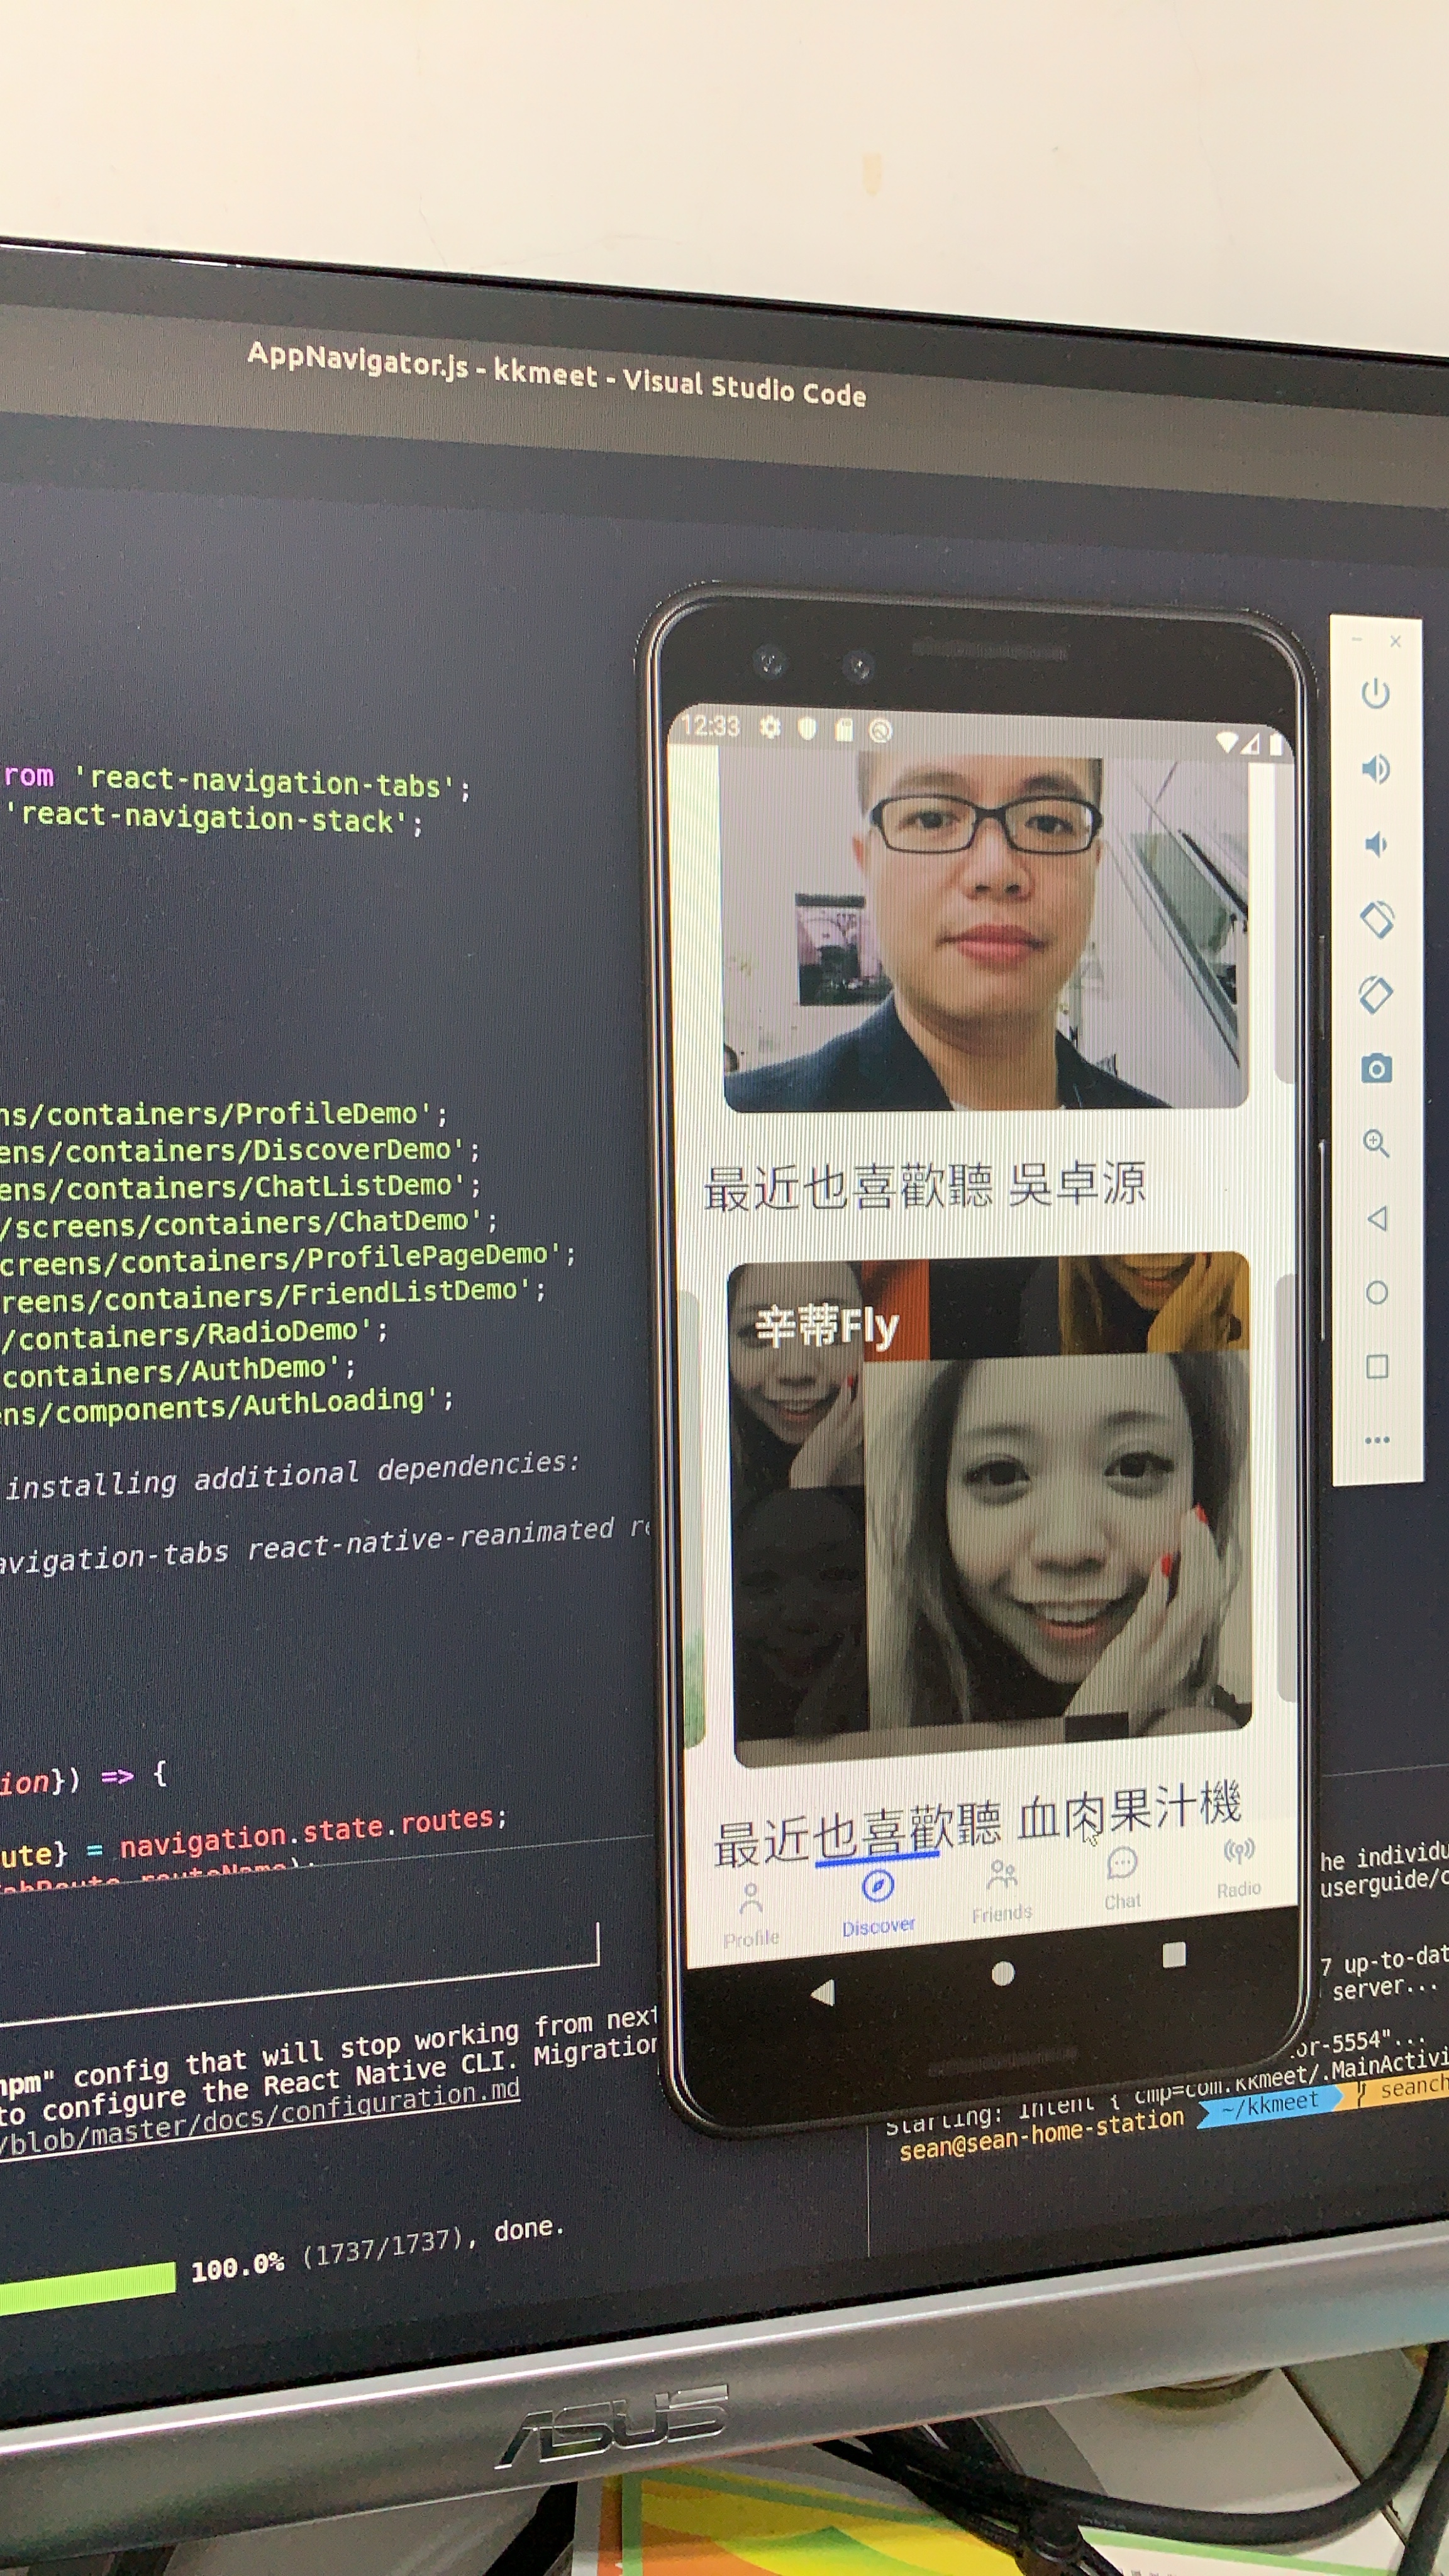 AppNavigator.js - kkmeet - Visual Studio Code
rom 'react-navigation-tabs';
'react-navigation-stack';
ns/containers/ProfileDemo';
ens/containers/DiscoverDemo';
ens/containers/ChatListDemo';
/screens/containers/ChatDemo';
creens/containers/ProfilePageDemo';
reens/containers/FriendListDemo';
/containers/RadioDemo';
containers/AuthDemo';
ens/components/AuthLoading';
installing additional dependencies:
avigation-tabs react-native-reanimated re
ion}) => {
ute} = navigation.state.routes;
npm" config that will stop working from next
to configure the React Native CLI. Migration
/blob/master/docs/configuration.md
100.0% (1737/1737), done.
12:33
最近也喜歡聽 吳卓源
辛蒂Fly
最近也喜歡聽 血肉果汁機
Profile
Discover
Friends
Chat
Radio
he individu
userguide/c
7 up-to-dat
server...
or-5554"...
Starting: Intent { cmp=com.kkmeet/.MainActivi
sean@sean-home-station ~/kkmeet seanch
ASUS